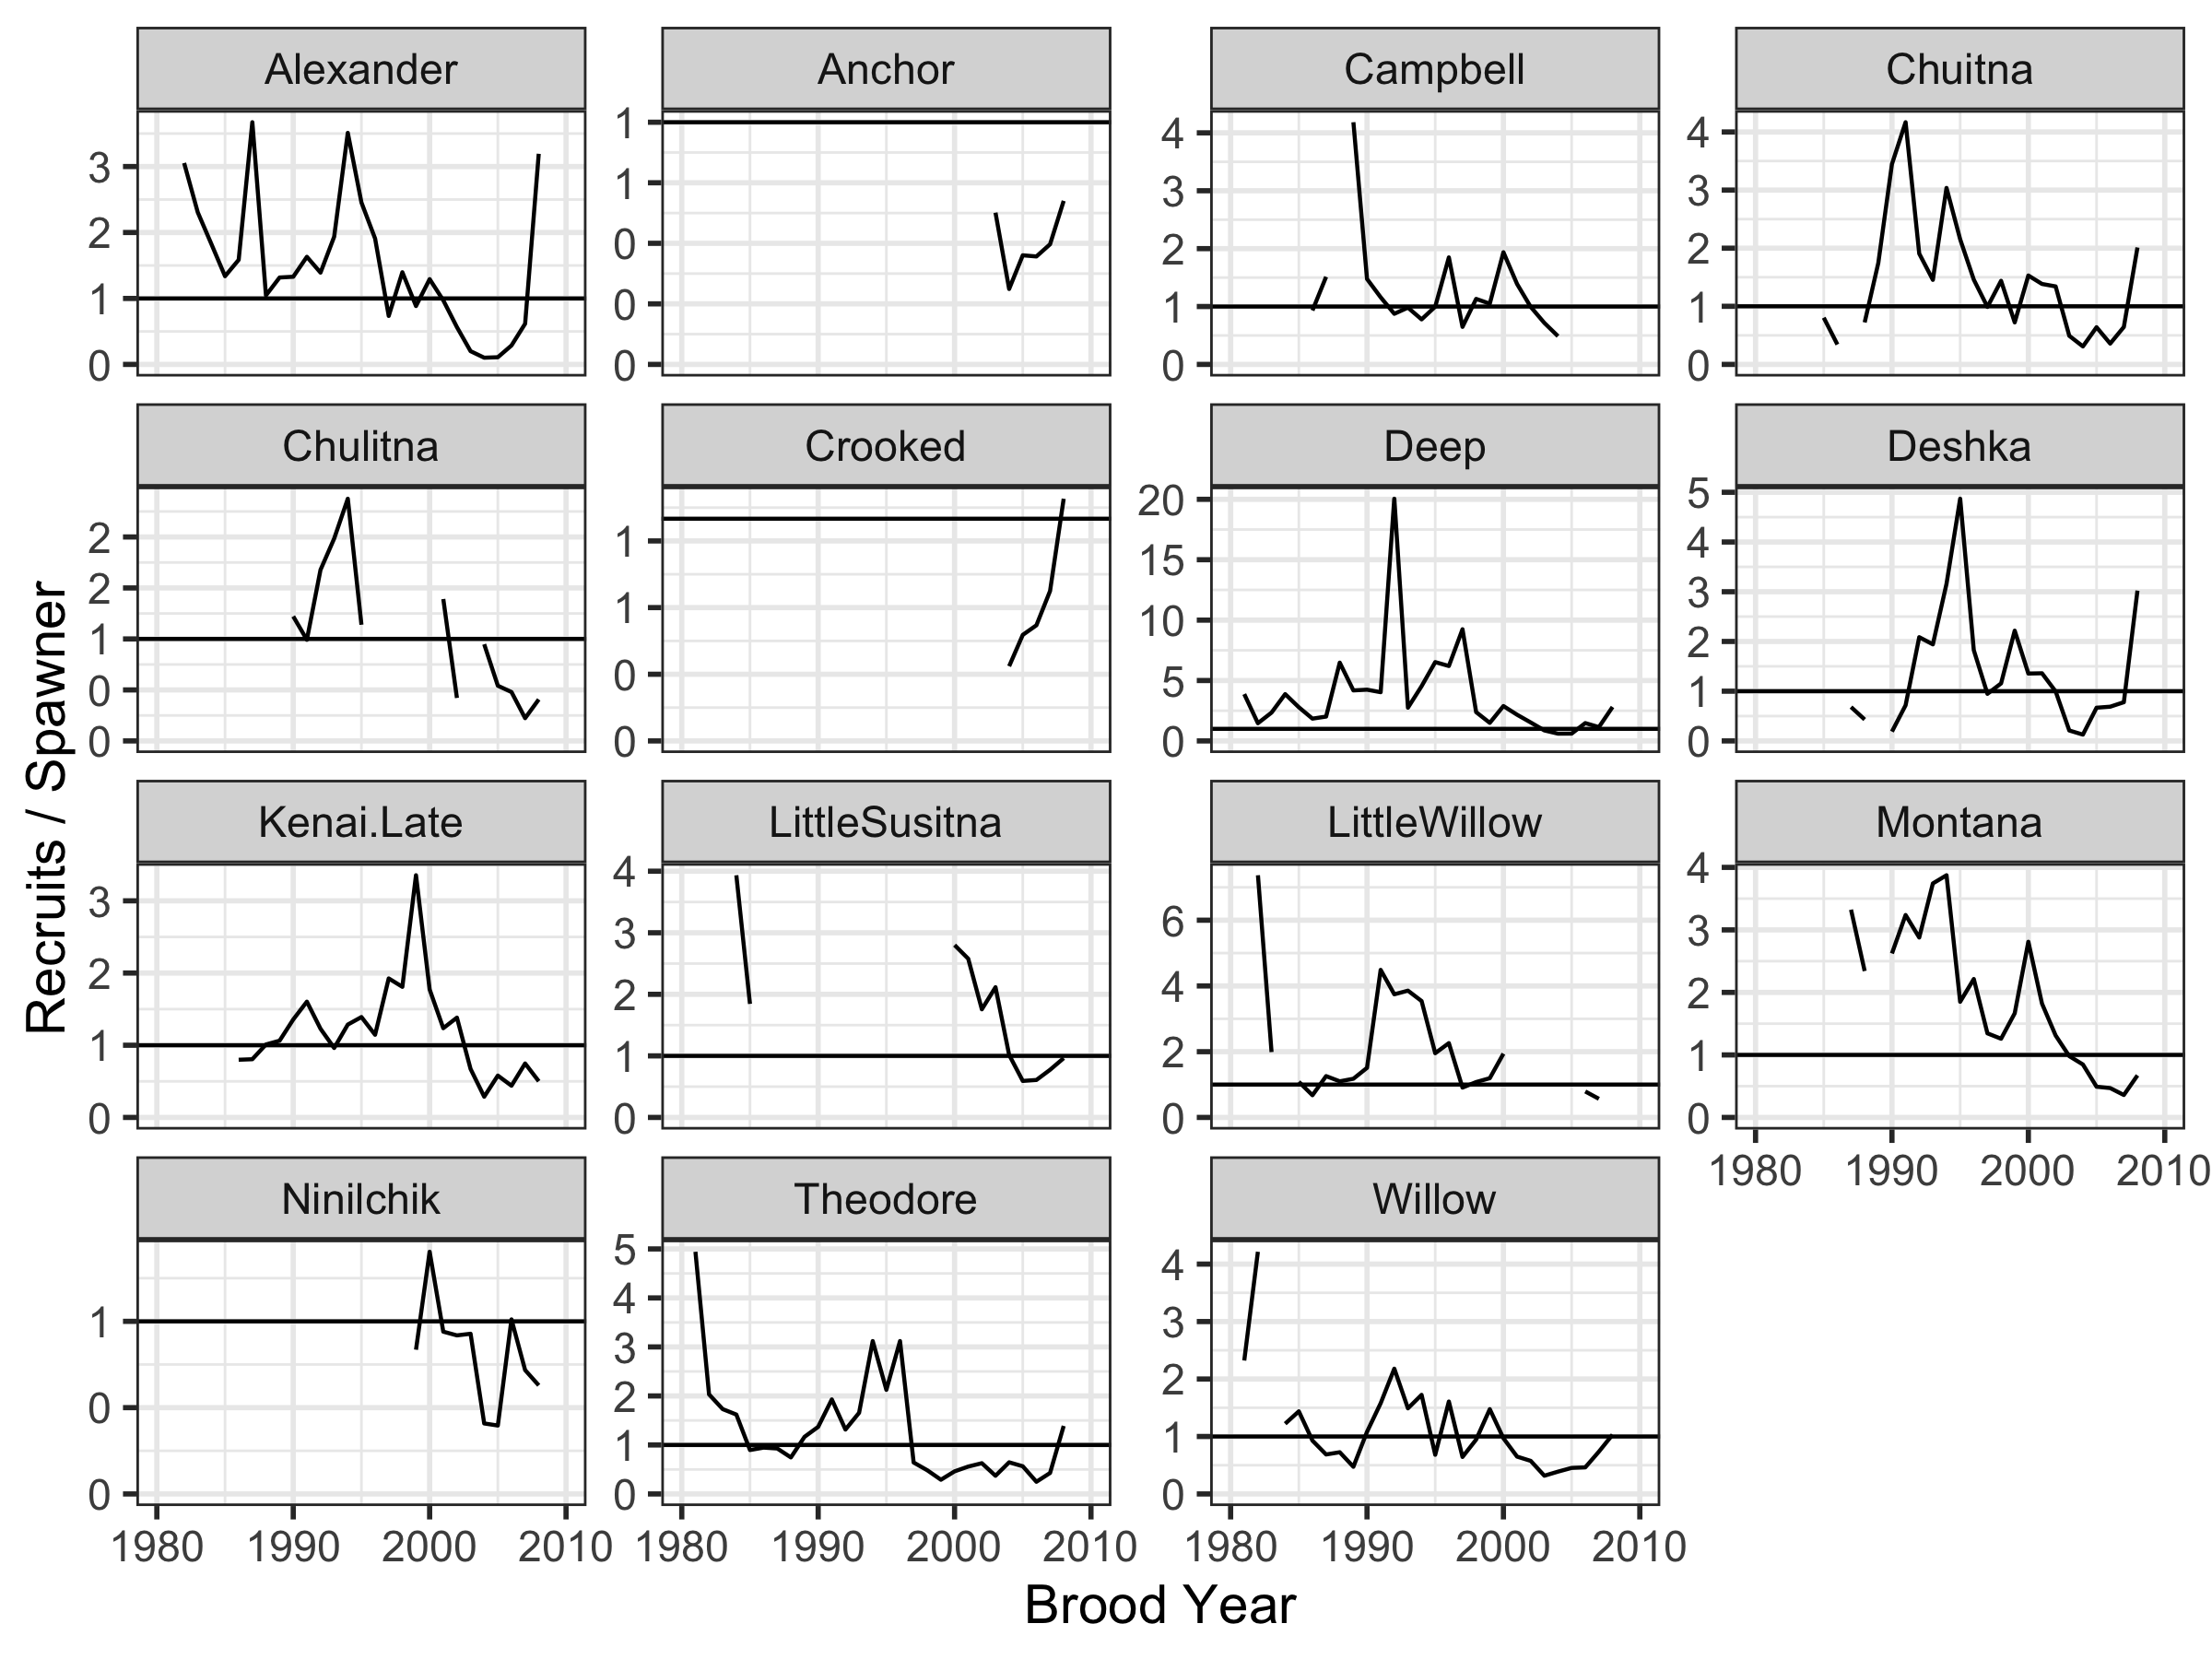 Alexander Anchor Campbell Chuitna
3 2 1 0
1 1 0 0 0
4 3 2 1 0
4 3 2 1 0
Chulitna Crooked Deep Deshka
2 2 1 0 0
1 1 0 0
20 15 10 5 0
5 4 3 2 1 0
Recruits / Spawner
Kenai.Late LittleSusitna LittleWillow Montana
3 2 1 0
4 3 2 1 0
6 4 2 0
4 3 2 1 0
1980 1990 2000 2010
Ninilchik Theodore Willow
1 0 0
5 4 3 2 1 0
4 3 2 1 0
1980 1990 2000 2010 1980 1990 2000 2010 1980 1990 2000 2010
Brood Year